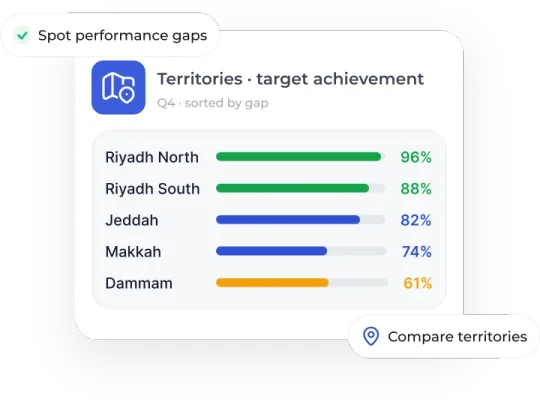 Spot performance gaps
Territories · target achievement
Q4 · sorted by gap
Riyadh North 96%
Riyadh South 88%
Jeddah 82%
Makkah 74%
Dammam 61%
Compare territories